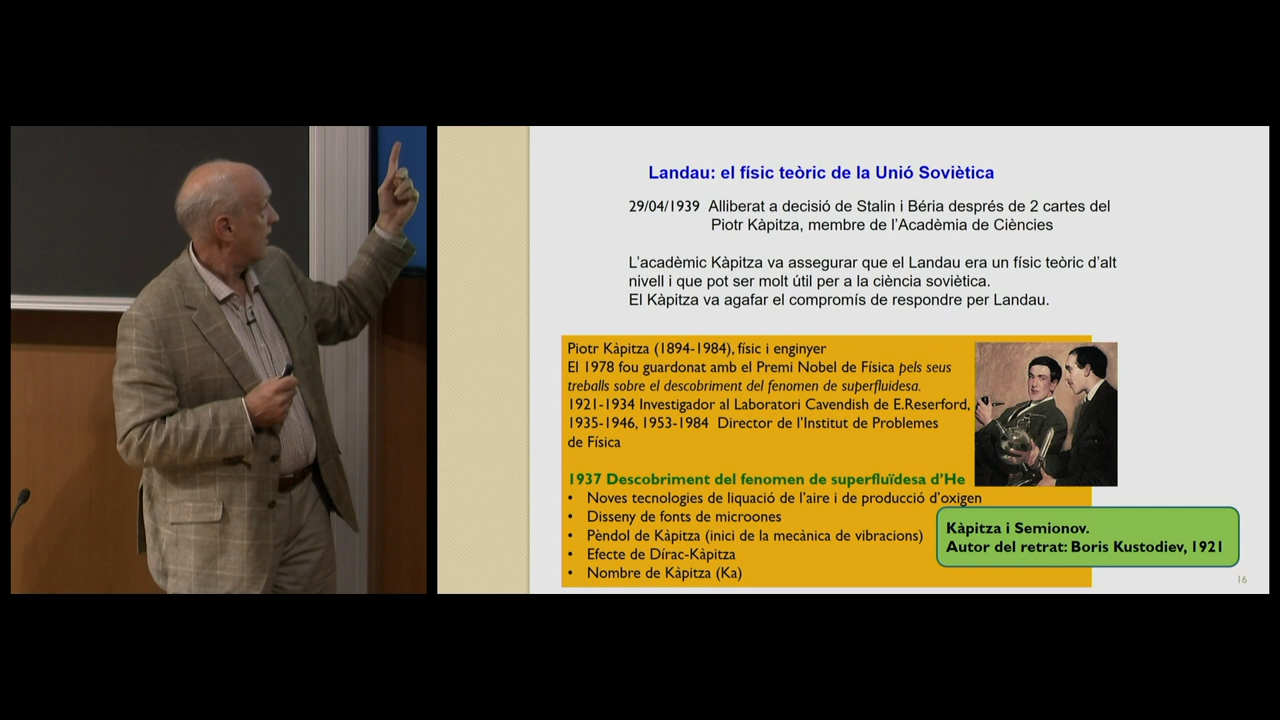 Landau: el físic teòric de la Unió Soviètica
29/04/1939 Alliberat a decisió de Stalin i Béria després de 2 cartes del
Piotr Kàpitza, membre de l'Acadèmia de Ciències
L'acadèmic Kàpitza va assegurar que el Landau era un físic teòric d'alt
nivell i que pot ser molt útil per a la ciència soviètica.
El Kàpitza va agafar el compromís de respondre per Landau.
Piotr Kàpitza (1894-1984), físic i enginyer
El 1978 fou guardonat amb el Premi Nobel de Física pels seus
treballs sobre el descobriment del fenomen de superfluidesa.
1921-1934 Investigador al Laboratori Cavendish de E.Reserford,
1935-1946, 1953-1984 Director de l'Institut de Problemes
de Física
1937 Descobriment del fenomen de superfluïdesa d'He
• Noves tecnologies de liquació de l'aire i de producció d'oxigen
• Disseny de fonts de microones
• Pèndol de Kàpitza (inici de la mecànica de vibracions)
• Efecte de Dírac-Kàpitza
• Nombre de Kàpitza (Ka)
Kàpitza i Semionov.
Autor del retrat: Boris Kustodiev, 1921
16